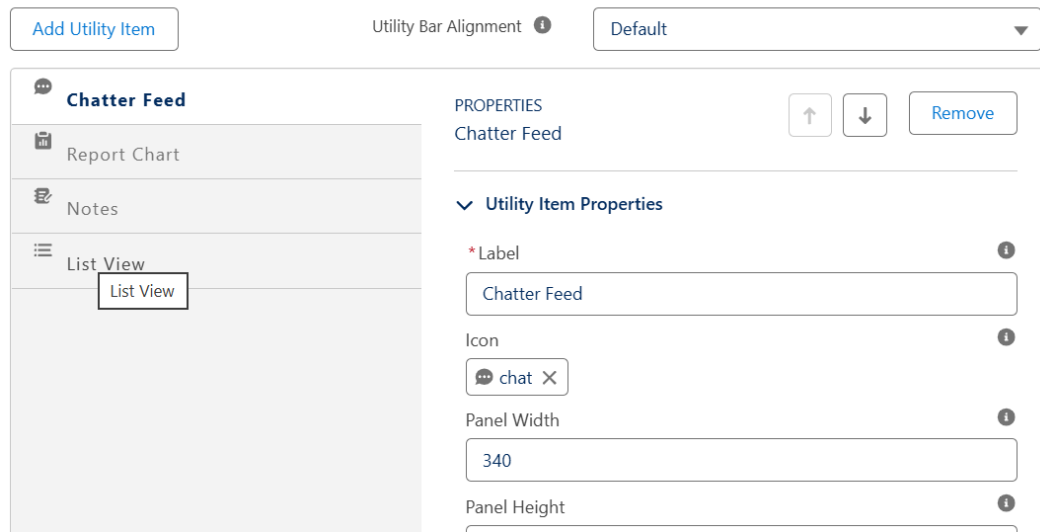 Add Utility Item
Utility Bar Alignment
Default
Chatter Feed
Report Chart
Notes
List View
List View
PROPERTIES
Chatter Feed
Remove
Utility Item Properties
*Label
Chatter Feed
Icon
chat
Panel Width
340
Panel Height